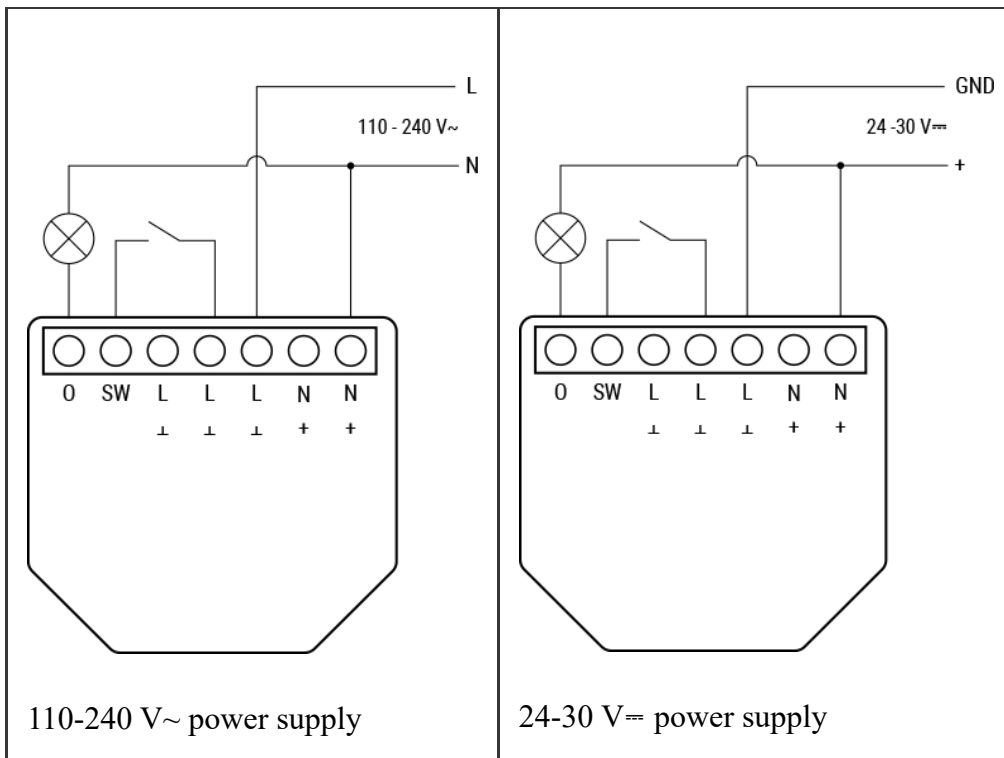 L
110 - 240 V~
N
O SW L L L N N
⊥ ⊥ ⊥ + +
110-240 V~ power supply
GND
24 -30 V⎓
+
O SW L L L N N
⊥ ⊥ ⊥ + +
24-30 V⎓ power supply